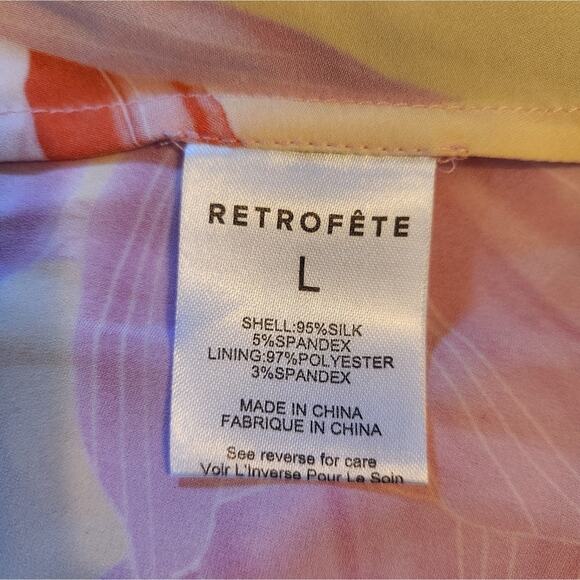 RETROFÊTE
L
SHELL:95%SILK
5%SPANDEX
LINING:97%POLYESTER
3%SPANDEX
MADE IN CHINA
FABRIQUE IN CHINA
See reverse for care
Voir L'Inverse Pour Le Soin